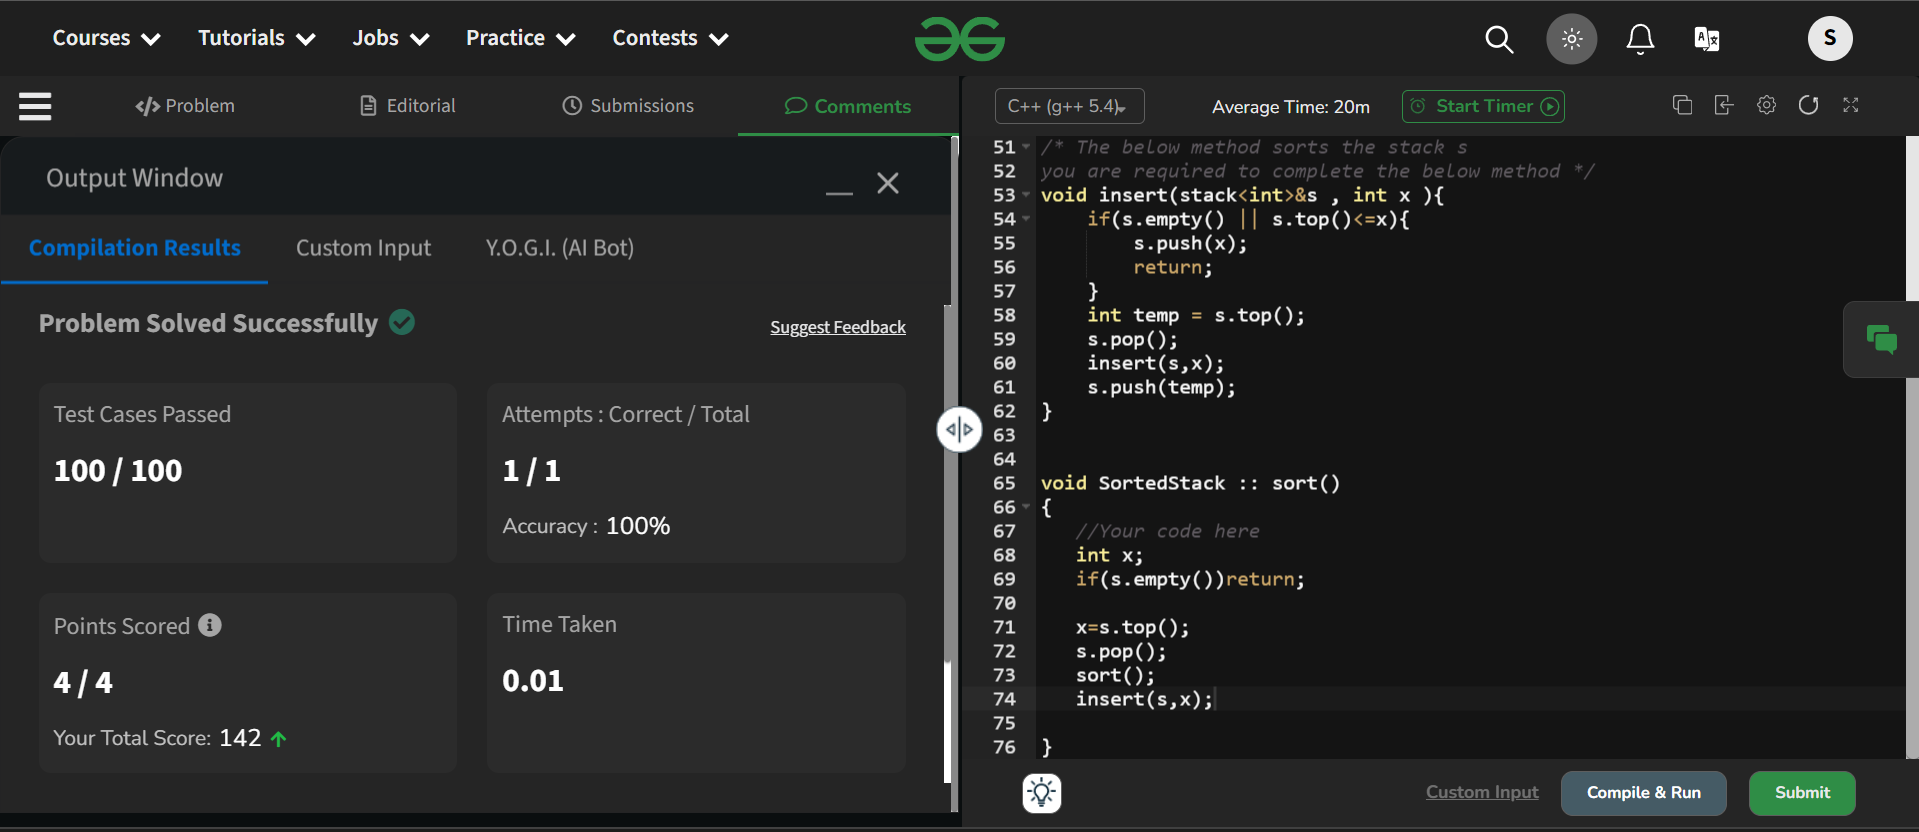 Courses Tutorials Jobs Practice Contests
S
</> Problem Editorial Submissions Comments
C++ (g++ 5.4) Average Time: 20m Start Timer
Output Window
Compilation Results Custom Input Y.O.G.I. (AI Bot)
Problem Solved Successfully
Suggest Feedback
Test Cases Passed
100 / 100
Attempts : Correct / Total
1 / 1
Accuracy : 100%
Points Scored
4 / 4
Your Total Score: 142
Time Taken
0.01
51 /* The below method sorts the stack s
52 you are required to complete the below method */
53 void insert(stack<int>&s , int x ){
54     if(s.empty() || s.top()<=x){
55         s.push(x);
56         return;
57     }
58     int temp = s.top();
59     s.pop();
60     insert(s,x);
61     s.push(temp);
62 }
63
64
65 void SortedStack :: sort()
66 {
67    //Your code here
68    int x;
69    if(s.empty())return;
70
71    x=s.top();
72    s.pop();
73    sort();
74    insert(s,x);
75
76 }
Custom Input Compile & Run Submit